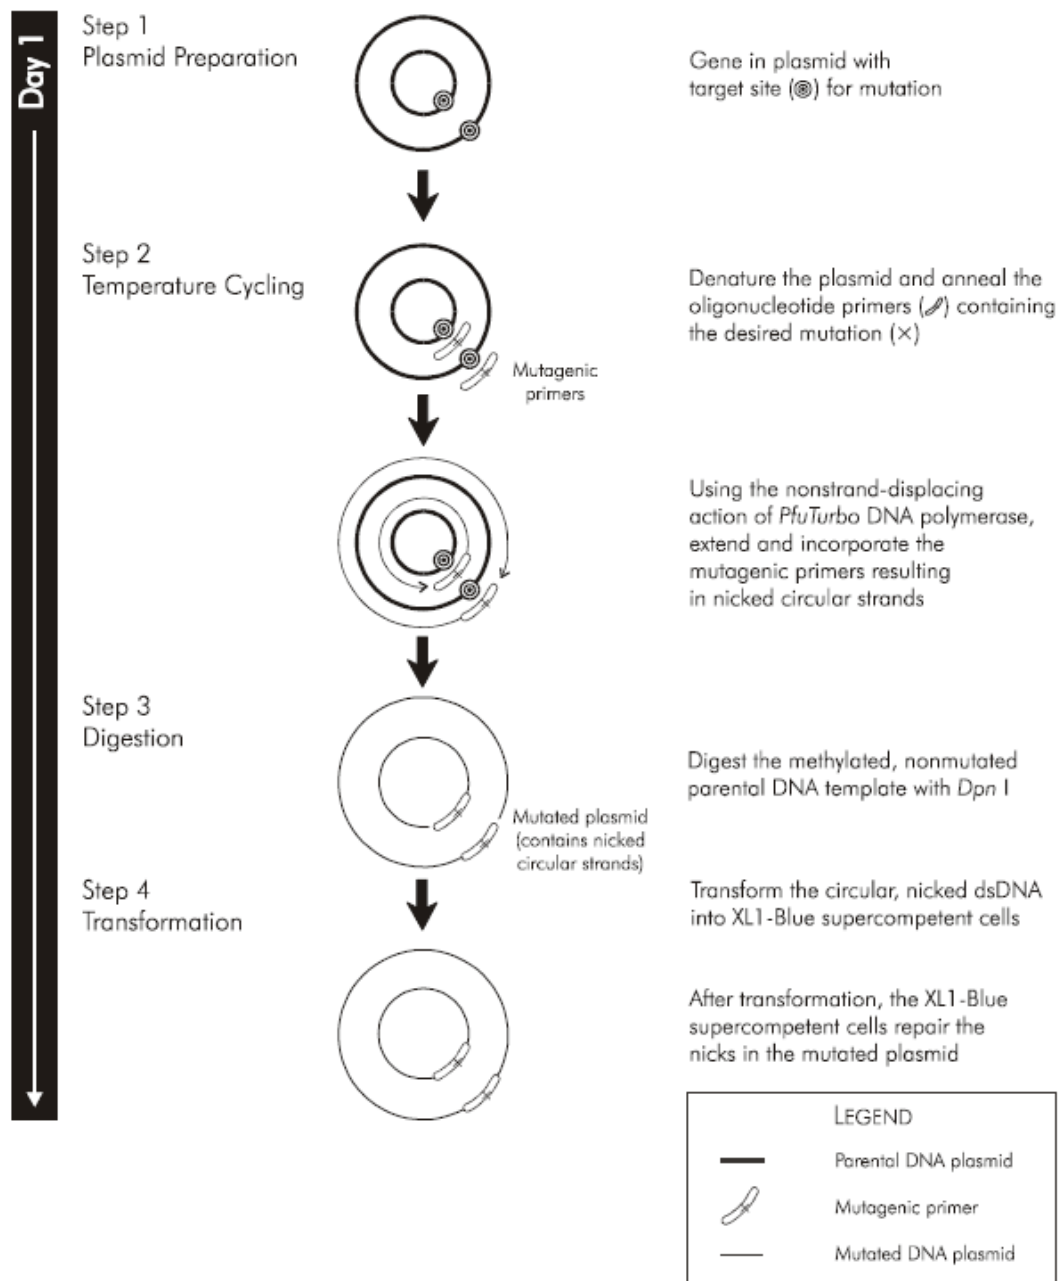 Day 1
Step 1
Plasmid Preparation
Gene in plasmid with
target site (◎) for mutation
Step 2
Temperature Cycling
Denature the plasmid and anneal the
oligonucleotide primers () containing
the desired mutation (×)
Mutagenic
primers
Using the nonstrand-displacing
action of PfuTurbo DNA polymerase,
extend and incorporate the
mutagenic primers resulting
in nicked circular strands
Step 3
Digestion
Digest the methylated, nonmutated
parental DNA template with Dpn I
Mutated plasmid
(contains nicked
circular strands)
Step 4
Transformation
Transform the circular, nicked dsDNA
into XL1-Blue supercompetent cells
After transformation, the XL1-Blue
supercompetent cells repair the
nicks in the mutated plasmid
LEGEND
Parental DNA plasmid
Mutagenic primer
Mutated DNA plasmid